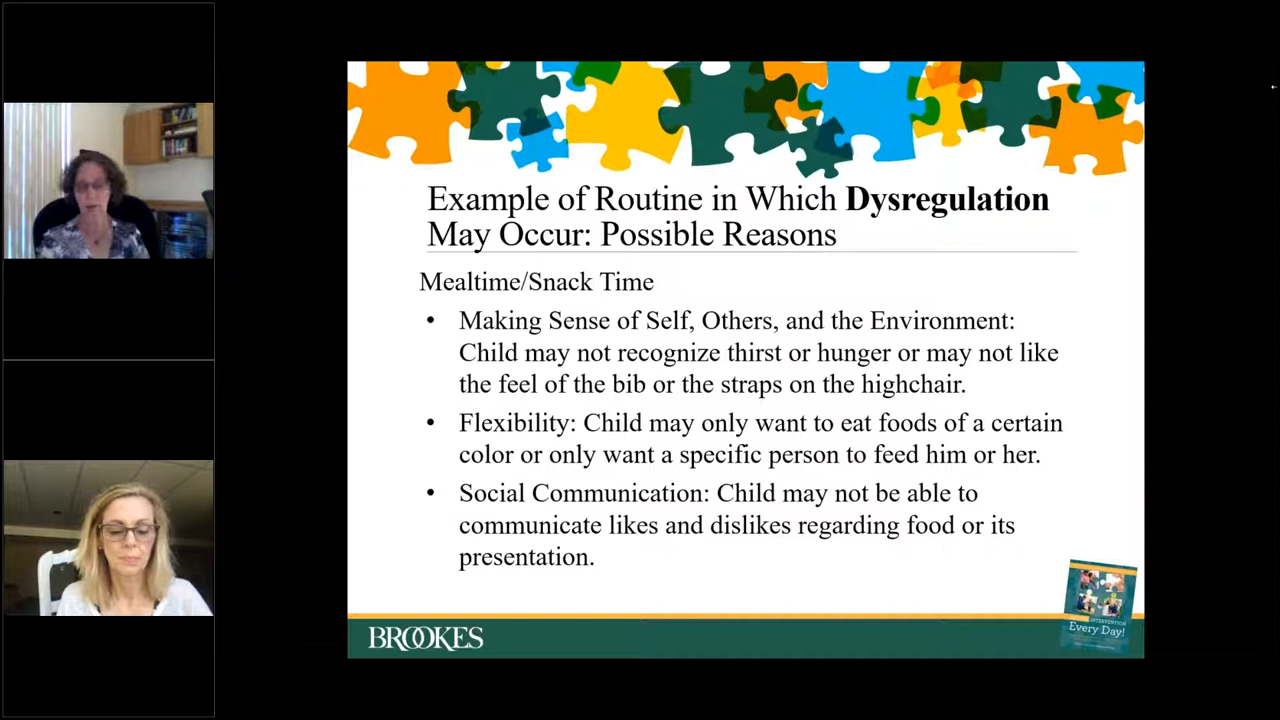 Example of Routine in Which Dysregulation
May Occur: Possible Reasons
Mealtime/Snack Time
• Making Sense of Self, Others, and the Environment:
Child may not recognize thirst or hunger or may not like
the feel of the bib or the straps on the highchair.
• Flexibility: Child may only want to eat foods of a certain
color or only want a specific person to feed him or her.
• Social Communication: Child may not be able to
communicate likes and dislikes regarding food or its
presentation.
INTERVENTION
Every Day!
BROOKES